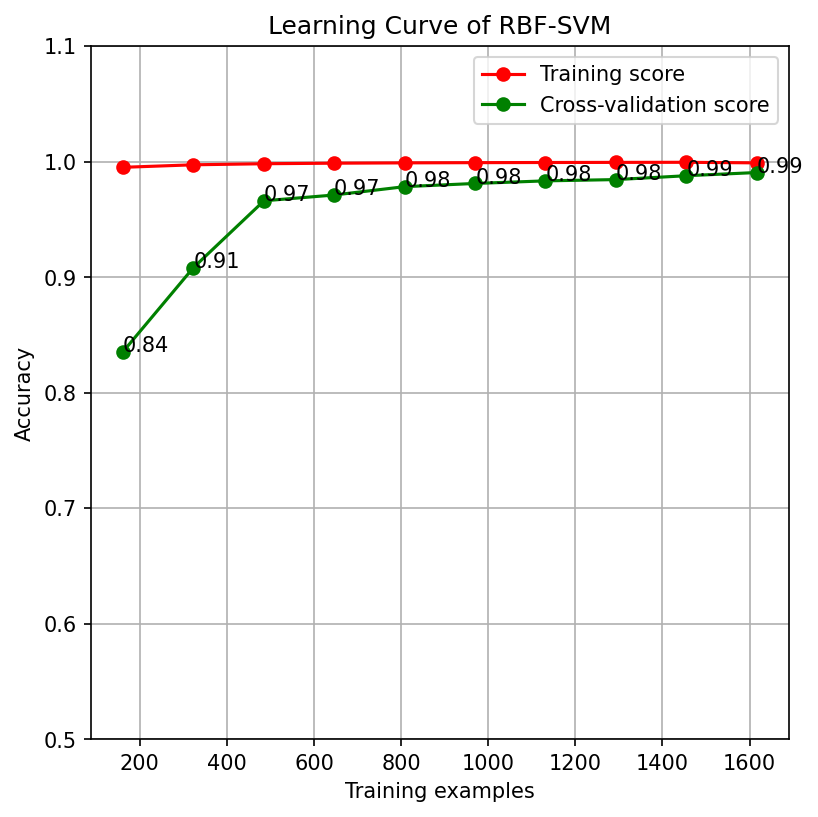 Learning Curve of RBF-SVM
1.1
Training score
Cross-validation score
1.0
0.9
0.8
0.7
0.6
0.5
0.84
0.91
0.97
0.97
0.98
0.98
0.98
0.98
0.99
0.99
Accuracy
200 400 600 800 1000 1200 1400 1600
Training examples